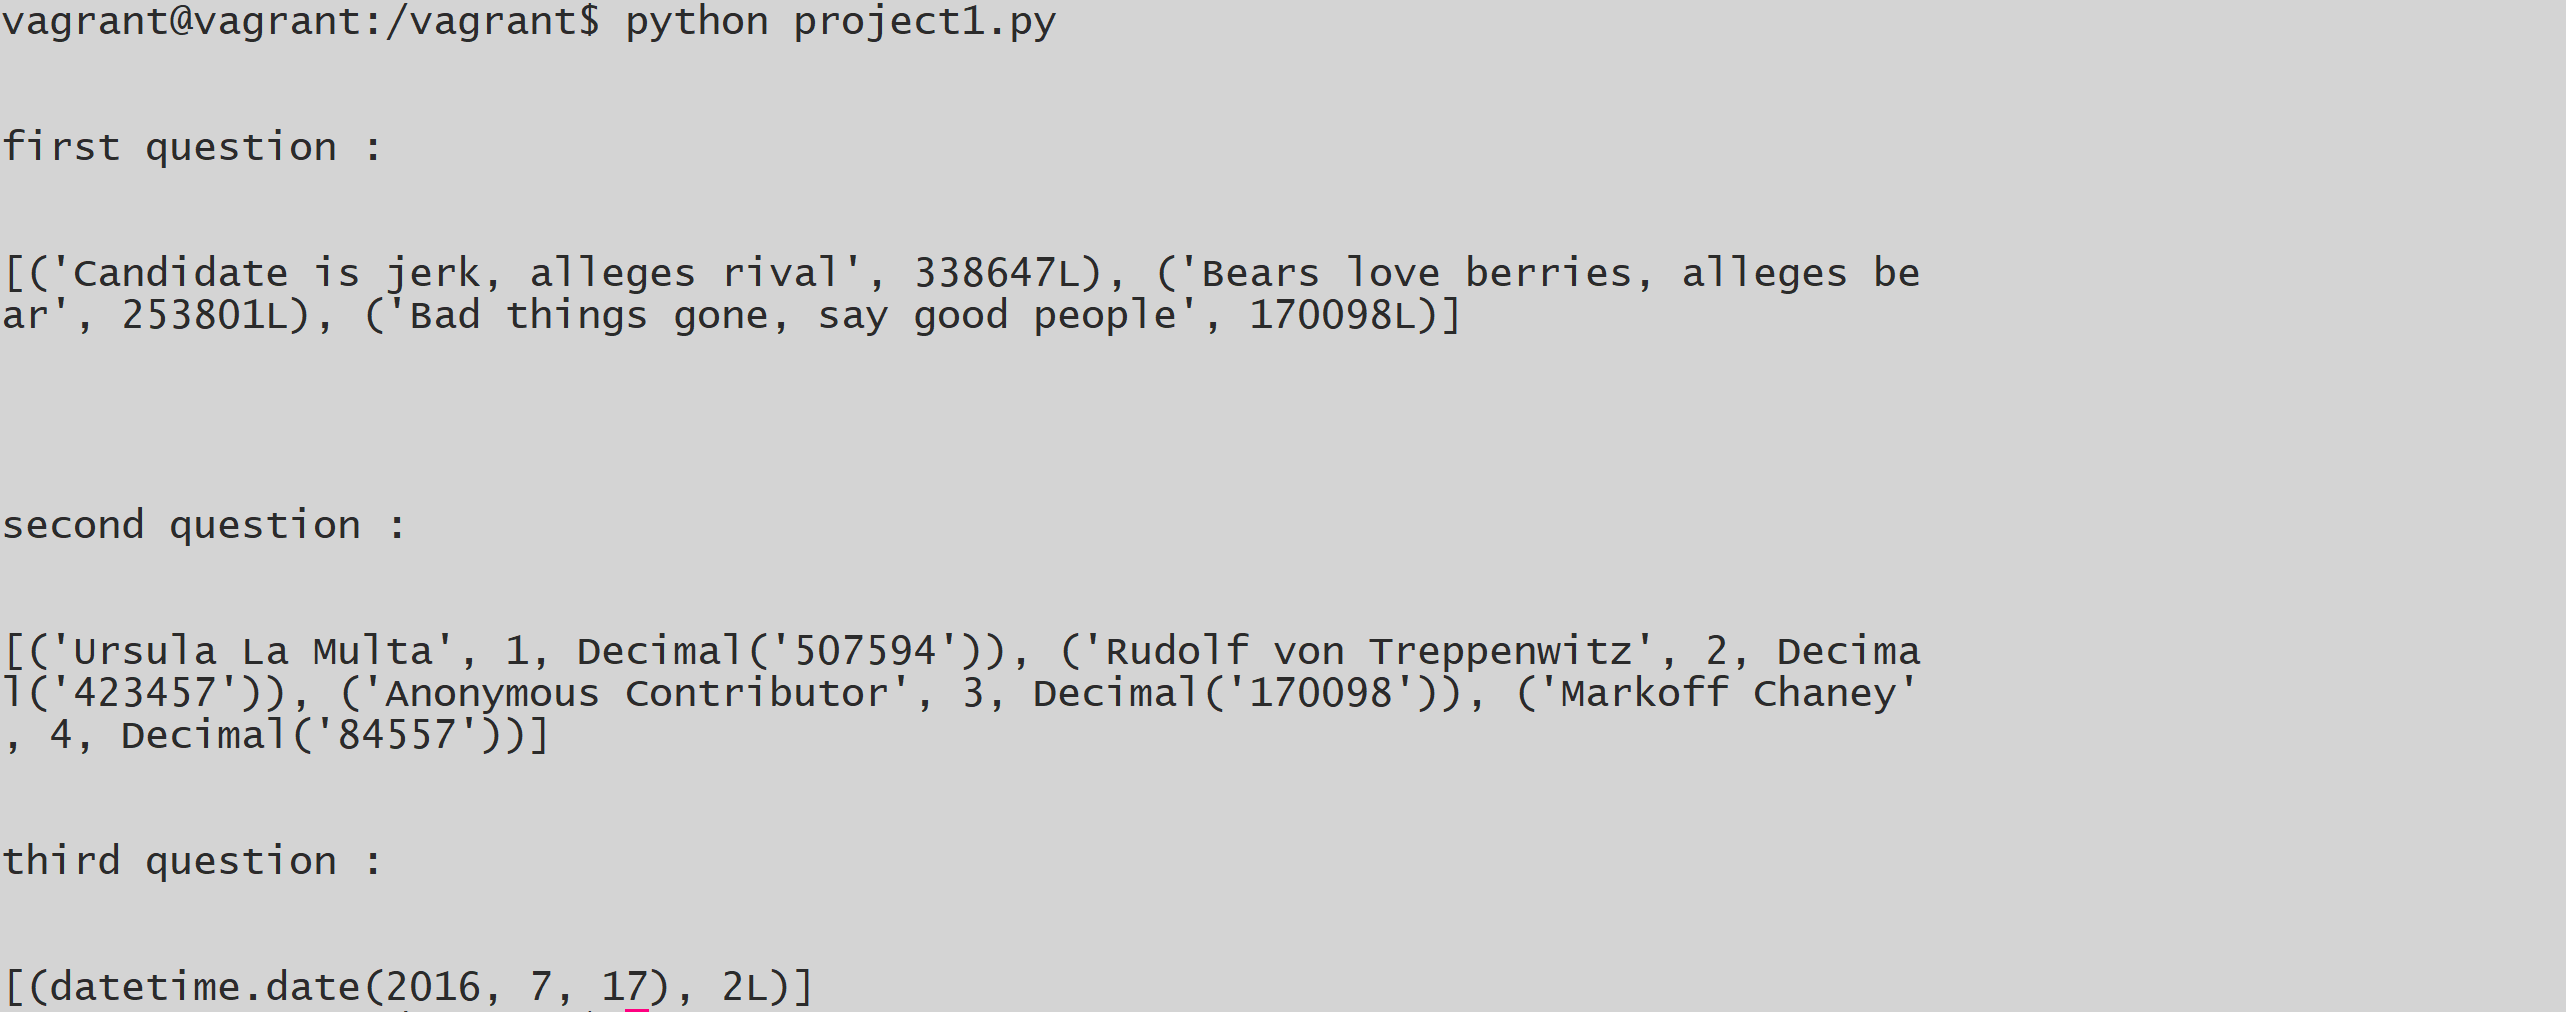 vagrant@vagrant:/vagrant$ python project1.py
first question :
[('Candidate is jerk, alleges rival', 338647L), ('Bears love berries, alleges be
ar', 253801L), ('Bad things gone, say good people', 170098L)]
second question :
[('Ursula La Multa', 1, Decimal('507594')), ('Rudolf von Treppenwitz', 2, Decima
l('423457')), ('Anonymous Contributor', 3, Decimal('170098')), ('Markoff Chaney'
, 4, Decimal('84557'))]
third question :
[(datetime.date(2016, 7, 17), 2L)]